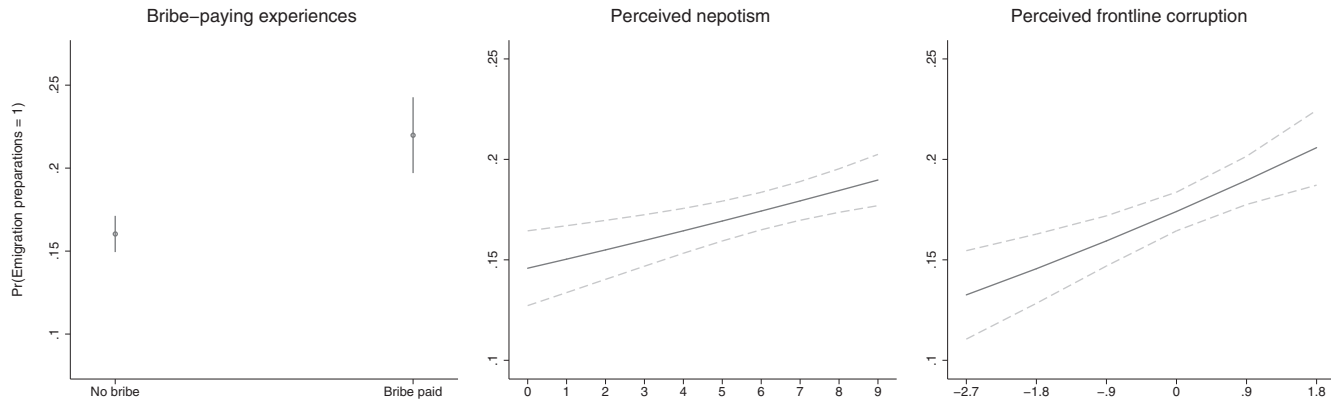 Bribe−paying experiences
Perceived nepotism
Perceived frontline corruption
Pr(Emigration preparations = 1)
.25
.2
.15
.1
No bribe Bribe paid
.25
.2
.15
.1
0 1 2 3 4 5 6 7 8 9
.25
.2
.15
.1
−2.7 −1.8 −.9 0 .9 1.8